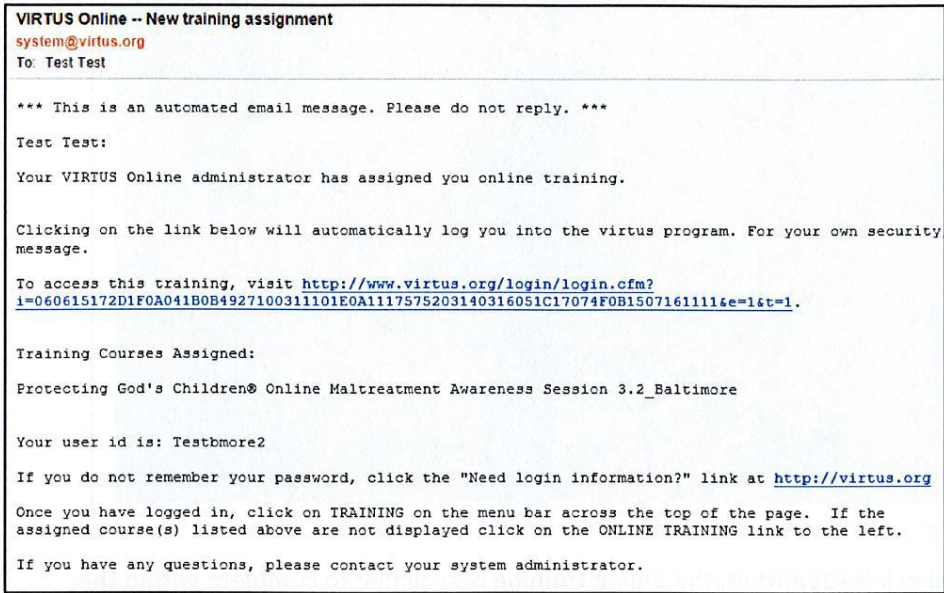 VIRTUS Online -- New training assignment
system@virtus.org
To: Test Test
*** This is an automated email message. Please do not reply. ***
Test Test:
Your VIRTUS Online administrator has assigned you online training.
Clicking on the link below will automatically log you into the virtus program. For your own security
message.
To access this training, visit http://www.virtus.org/login/login.cfm?
i=060615172D1F0A041B0B4927100311101E0A1117575203140316051C17074F0B1507161111&e=1&t=1.
Training Courses Assigned:
Protecting God's Children® Online Maltreatment Awareness Session 3.2_Baltimore
Your user id is: Testbmore2
If you do not remember your password, click the "Need login information?" link at http://virtus.org
Once you have logged in, click on TRAINING on the menu bar across the top of the page. If the
assigned course(s) listed above are not displayed click on the ONLINE TRAINING link to the left.
If you have any questions, please contact your system administrator.